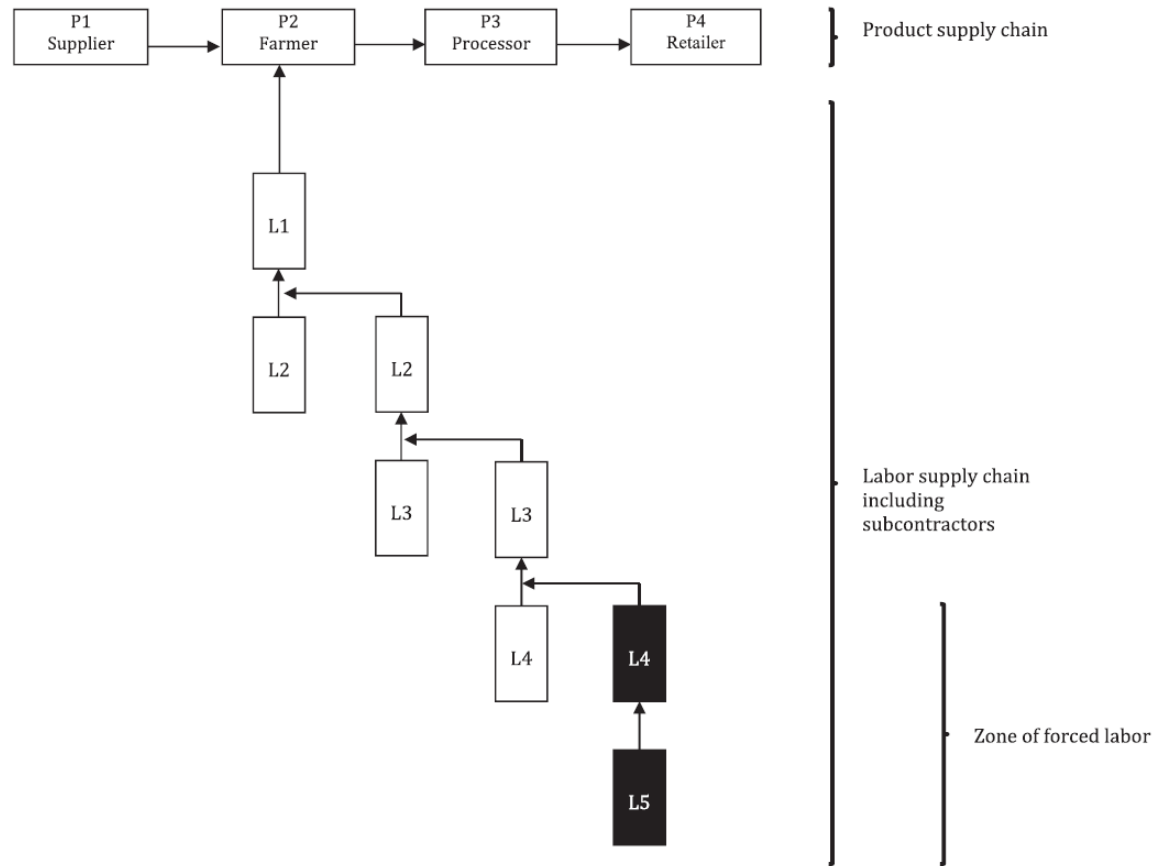 P1
Supplier
P2
Farmer
P3
Processor
P4
Retailer
Product supply chain
L1
L2
L2
L3
L3
Labor supply chain
including
subcontractors
L4
L4
Zone of forced labor
L5